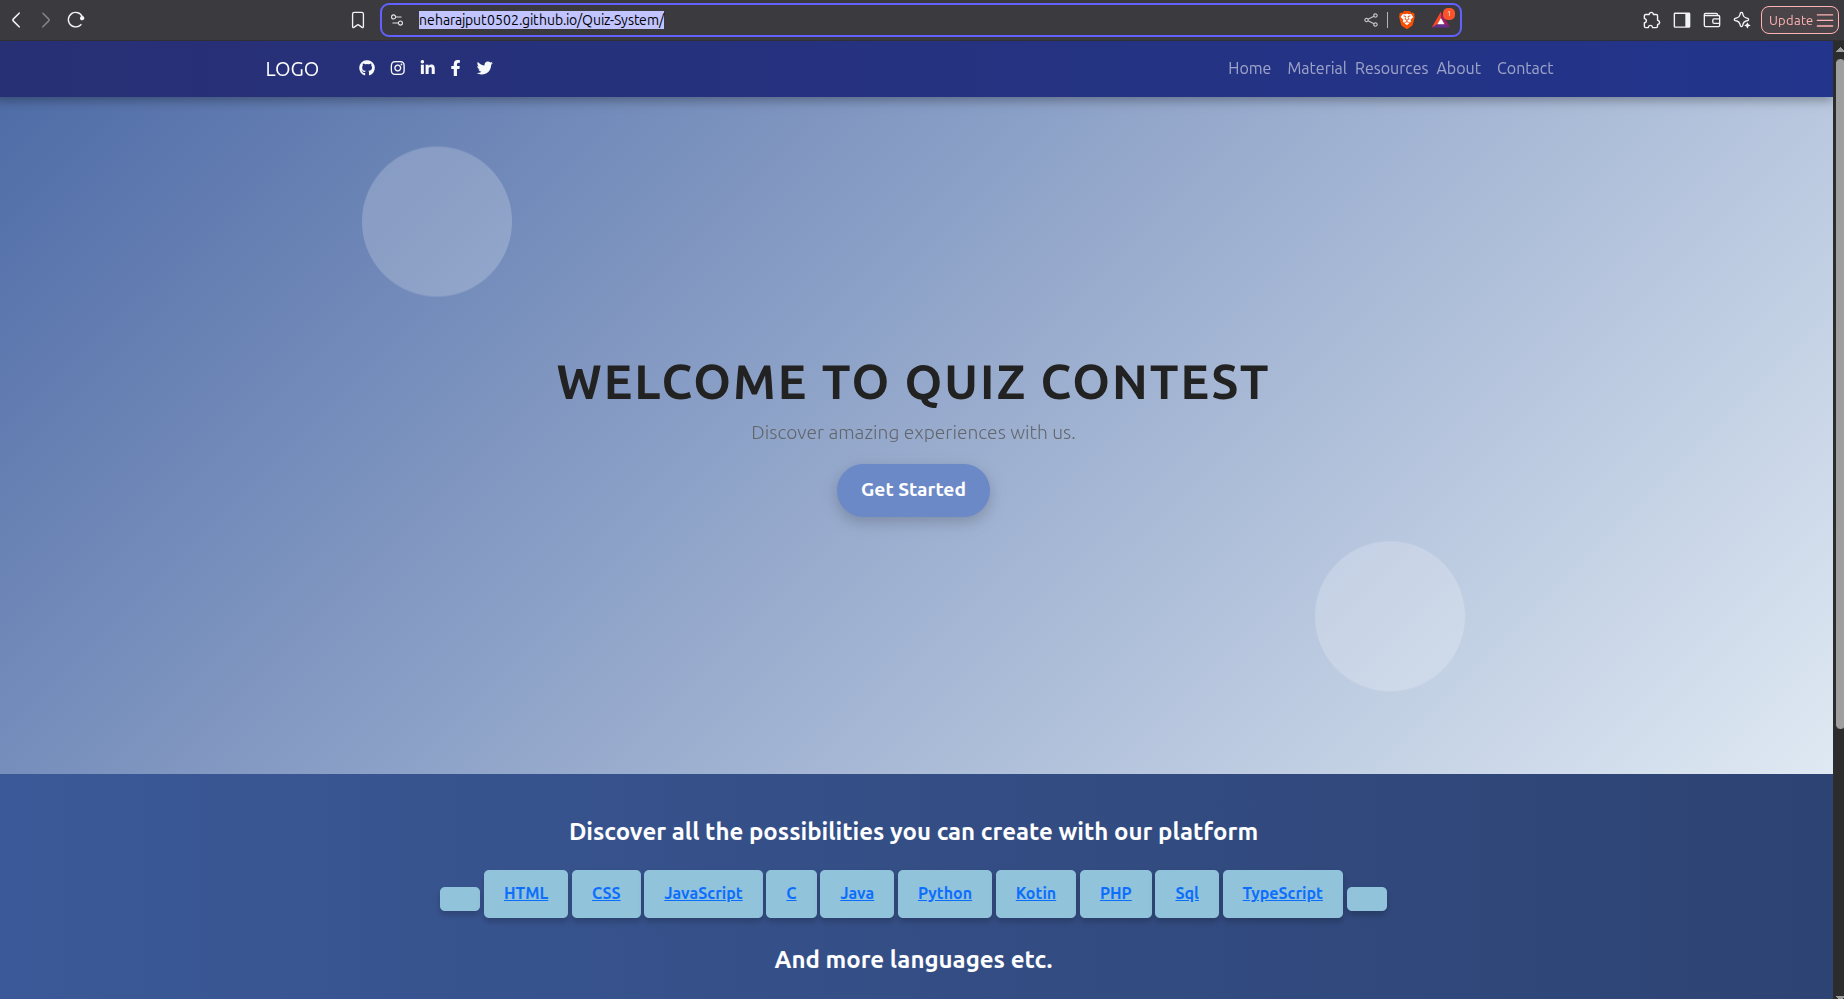 neharajput0502.github.io/Quiz-System/
1
Update
LOGO
Home Material Resources About Contact
WELCOME TO QUIZ CONTEST
Discover amazing experiences with us.
Get Started
Discover all the possibilities you can create with our platform
HTML CSS JavaScript C Java Python Kotin PHP Sql TypeScript
And more languages etc.